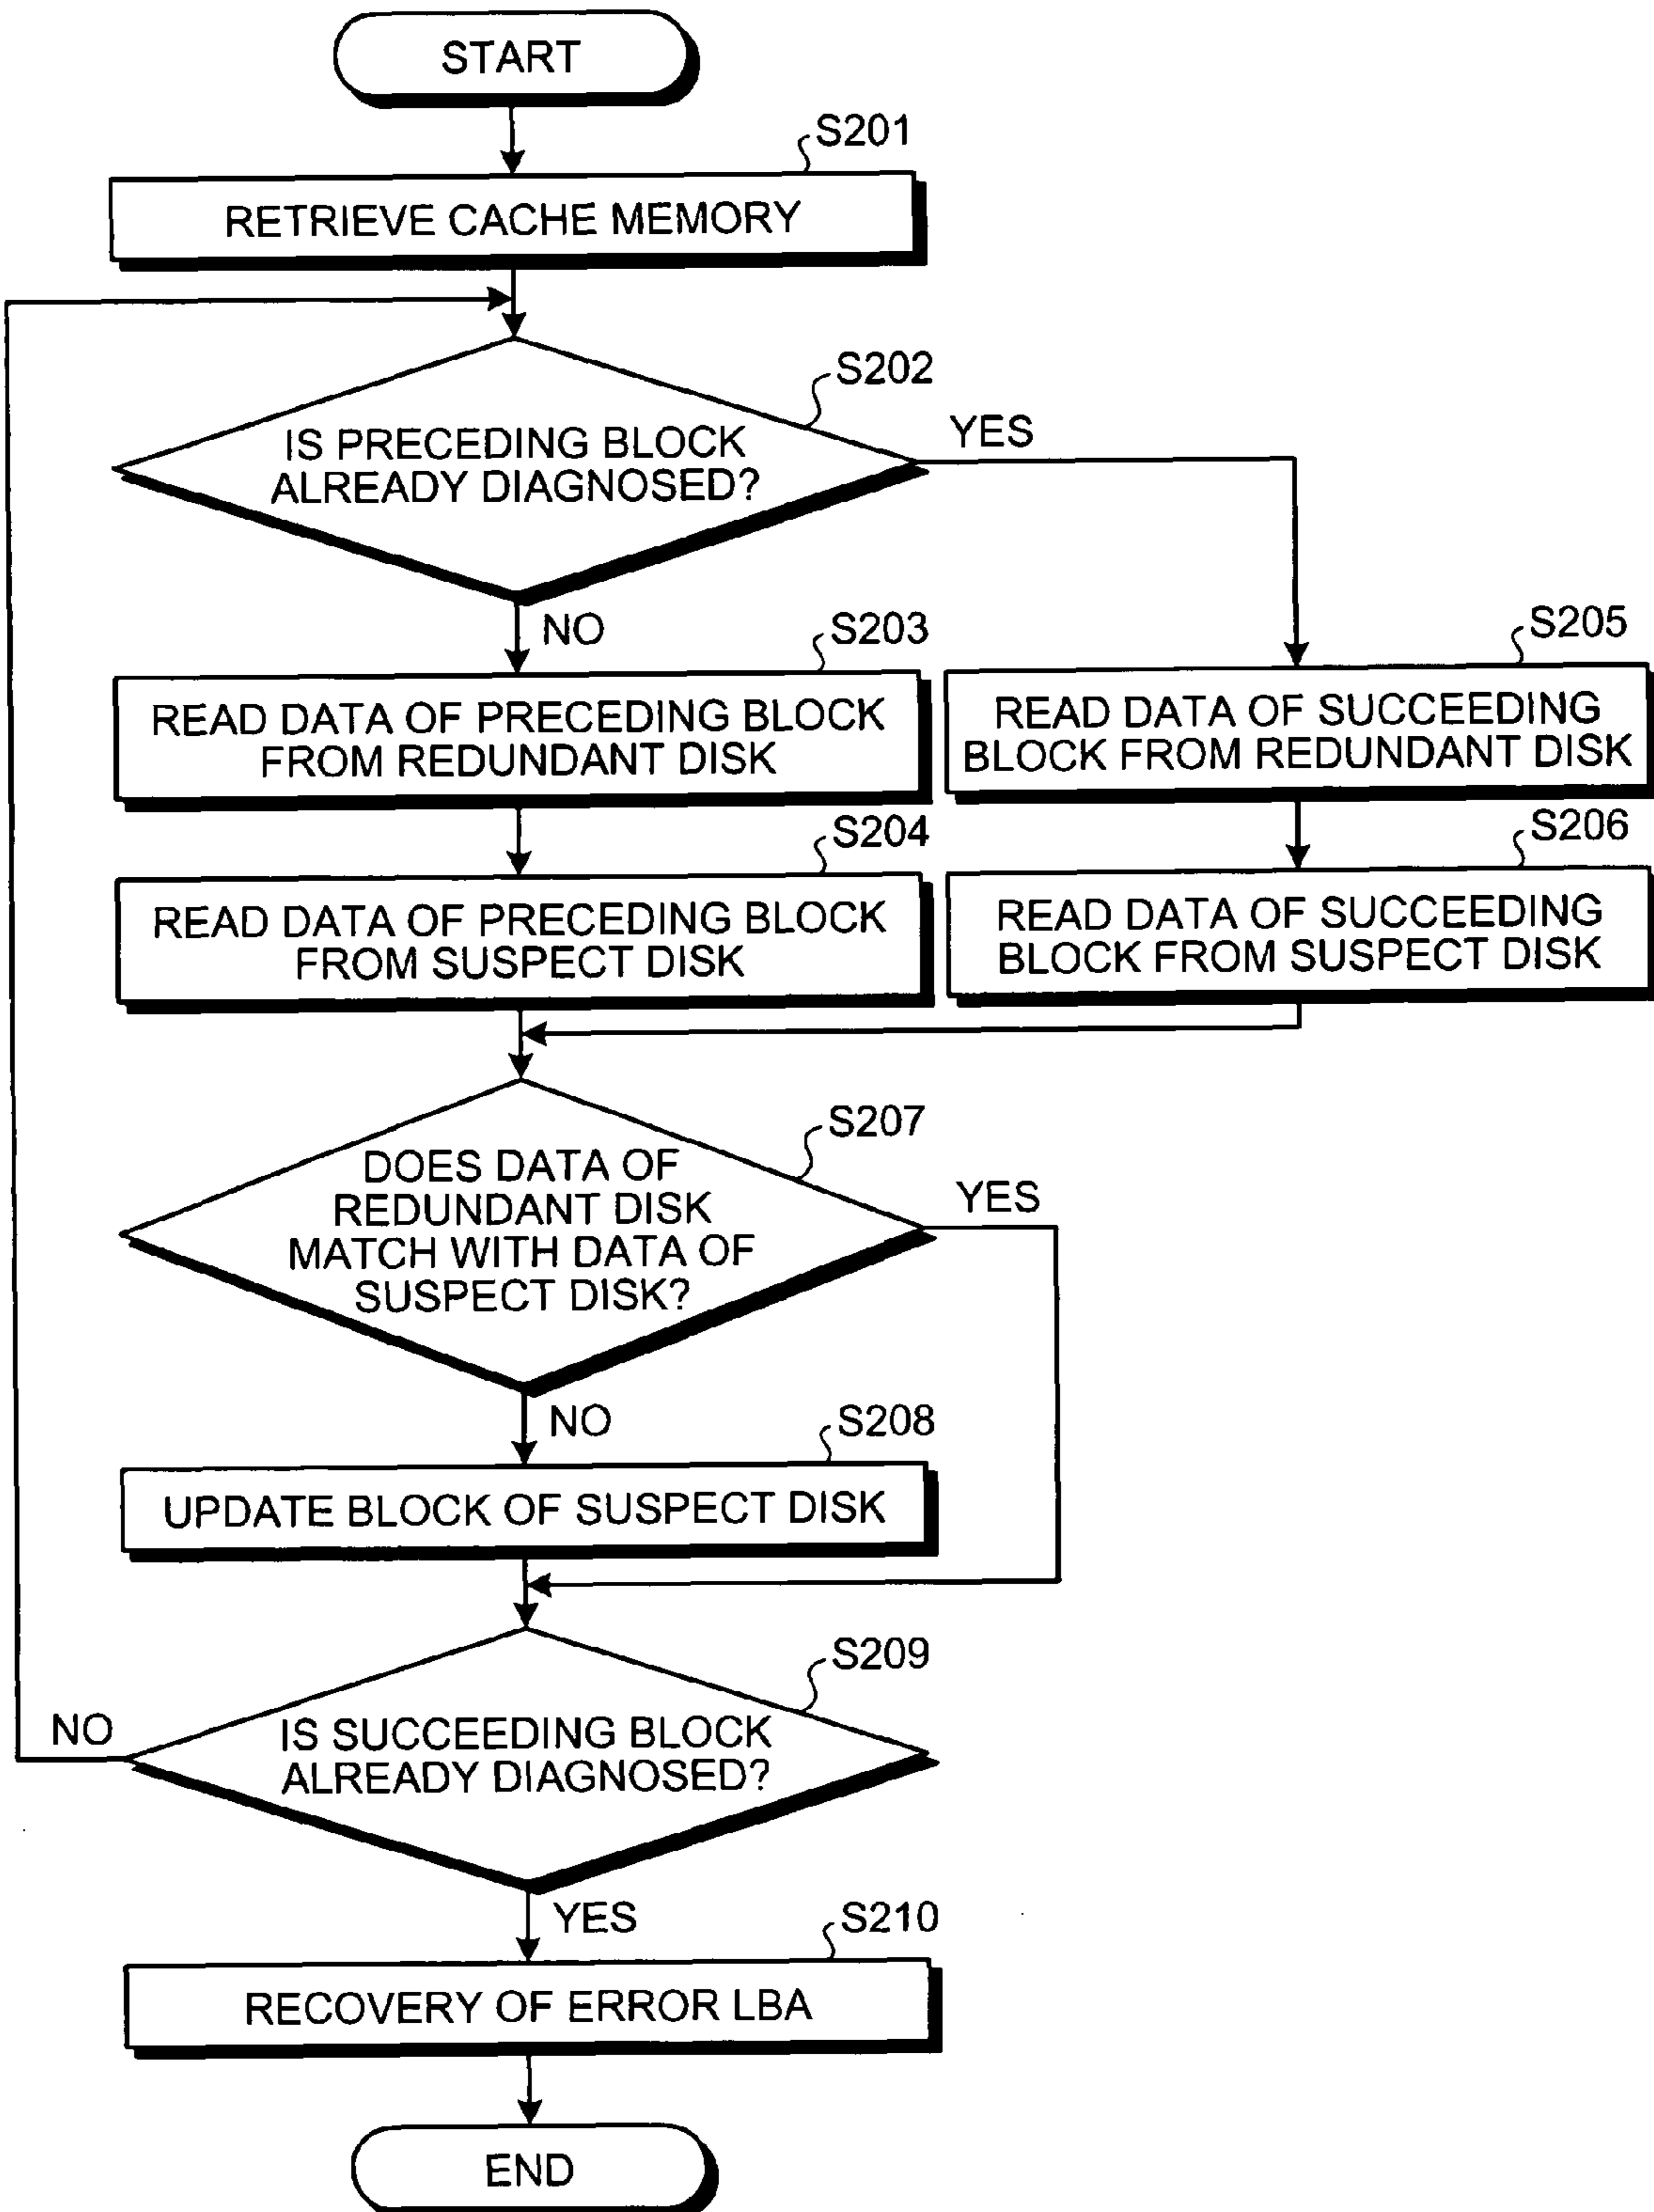 START
S201
RETRIEVE CACHE MEMORY
S202
IS PRECEDING BLOCK
ALREADY DIAGNOSED?
YES
NO
S203
READ DATA OF PRECEDING BLOCK
FROM REDUNDANT DISK
S205
READ DATA OF SUCCEEDING
BLOCK FROM REDUNDANT DISK
S204
READ DATA OF PRECEDING BLOCK
FROM SUSPECT DISK
S206
READ DATA OF SUCCEEDING
BLOCK FROM SUSPECT DISK
S207
DOES DATA OF
REDUNDANT DISK
MATCH WITH DATA OF
SUSPECT DISK?
YES
NO
S208
UPDATE BLOCK OF SUSPECT DISK
S209
IS SUCCEEDING BLOCK
ALREADY DIAGNOSED?
NO
YES
S210
RECOVERY OF ERROR LBA
END